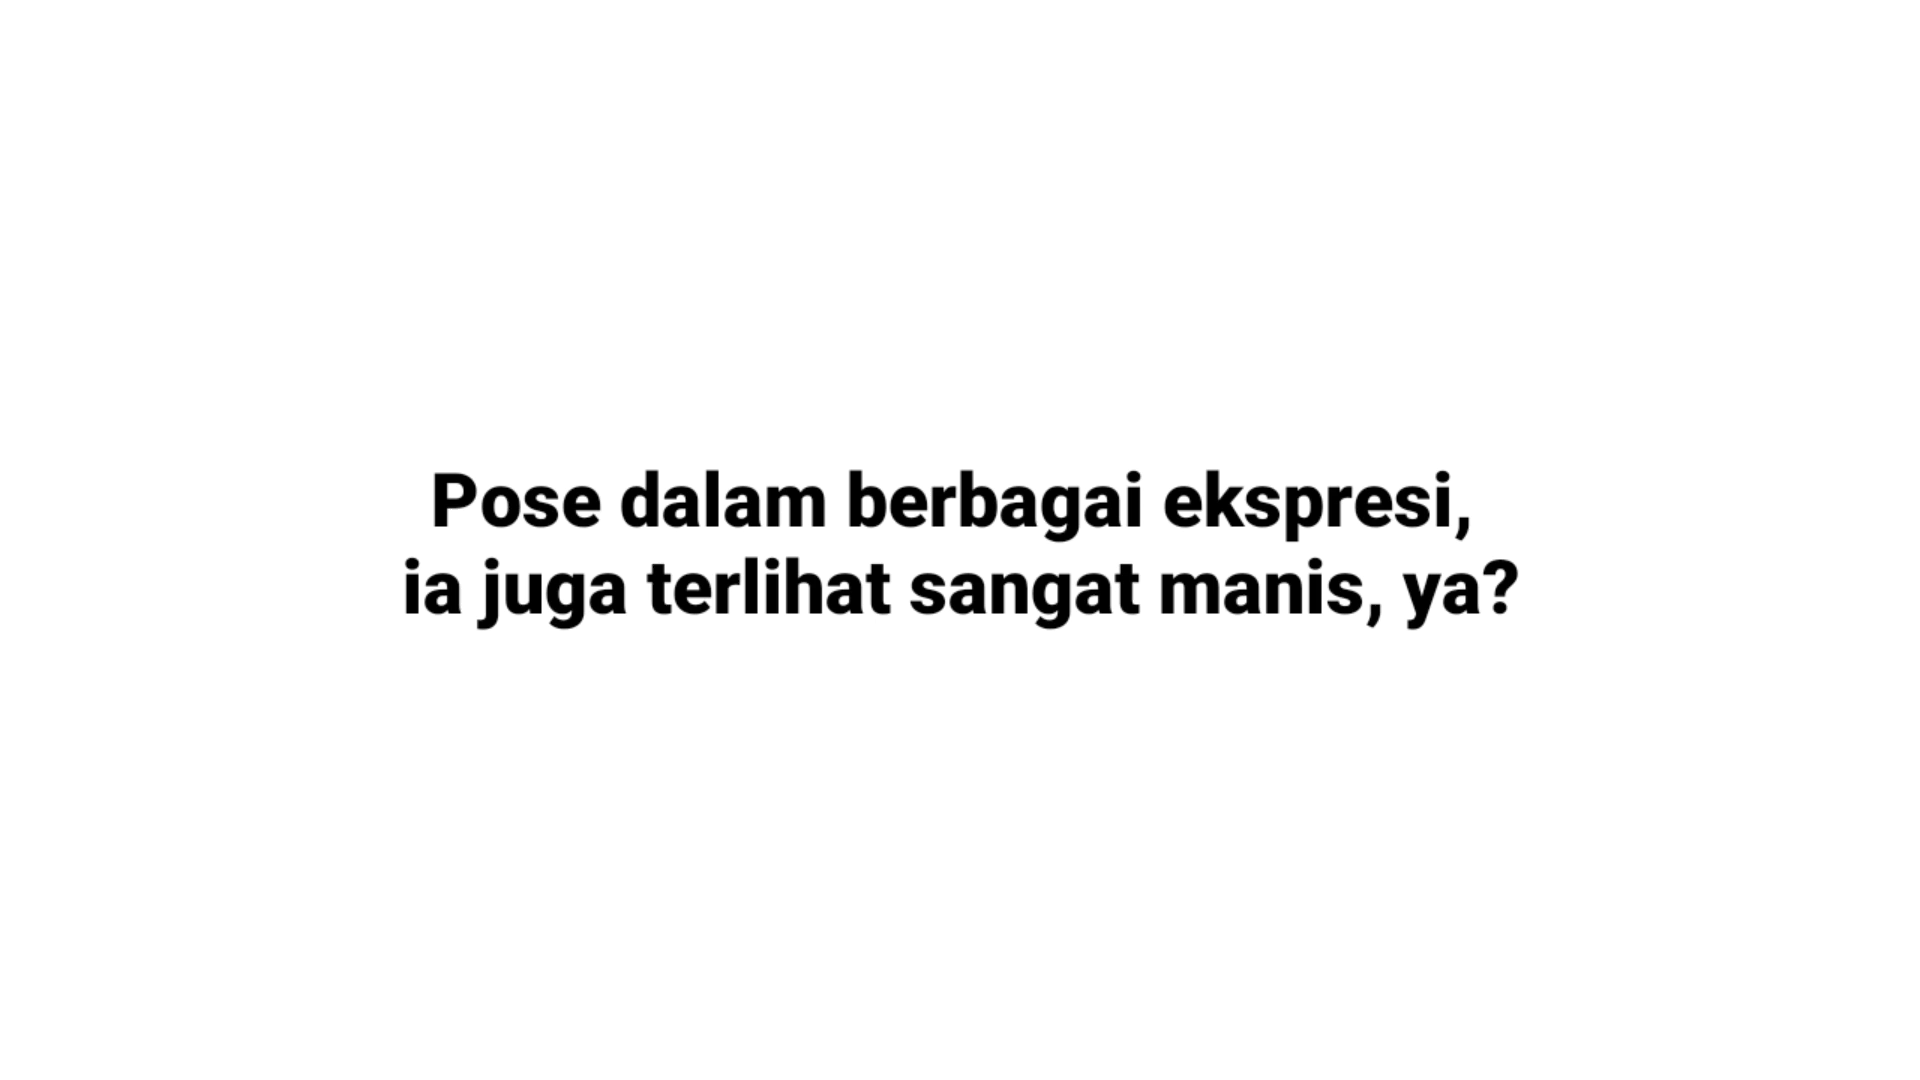 Pose dalam berbagai ekspresi,
ia juga terlihat sangat manis, ya?